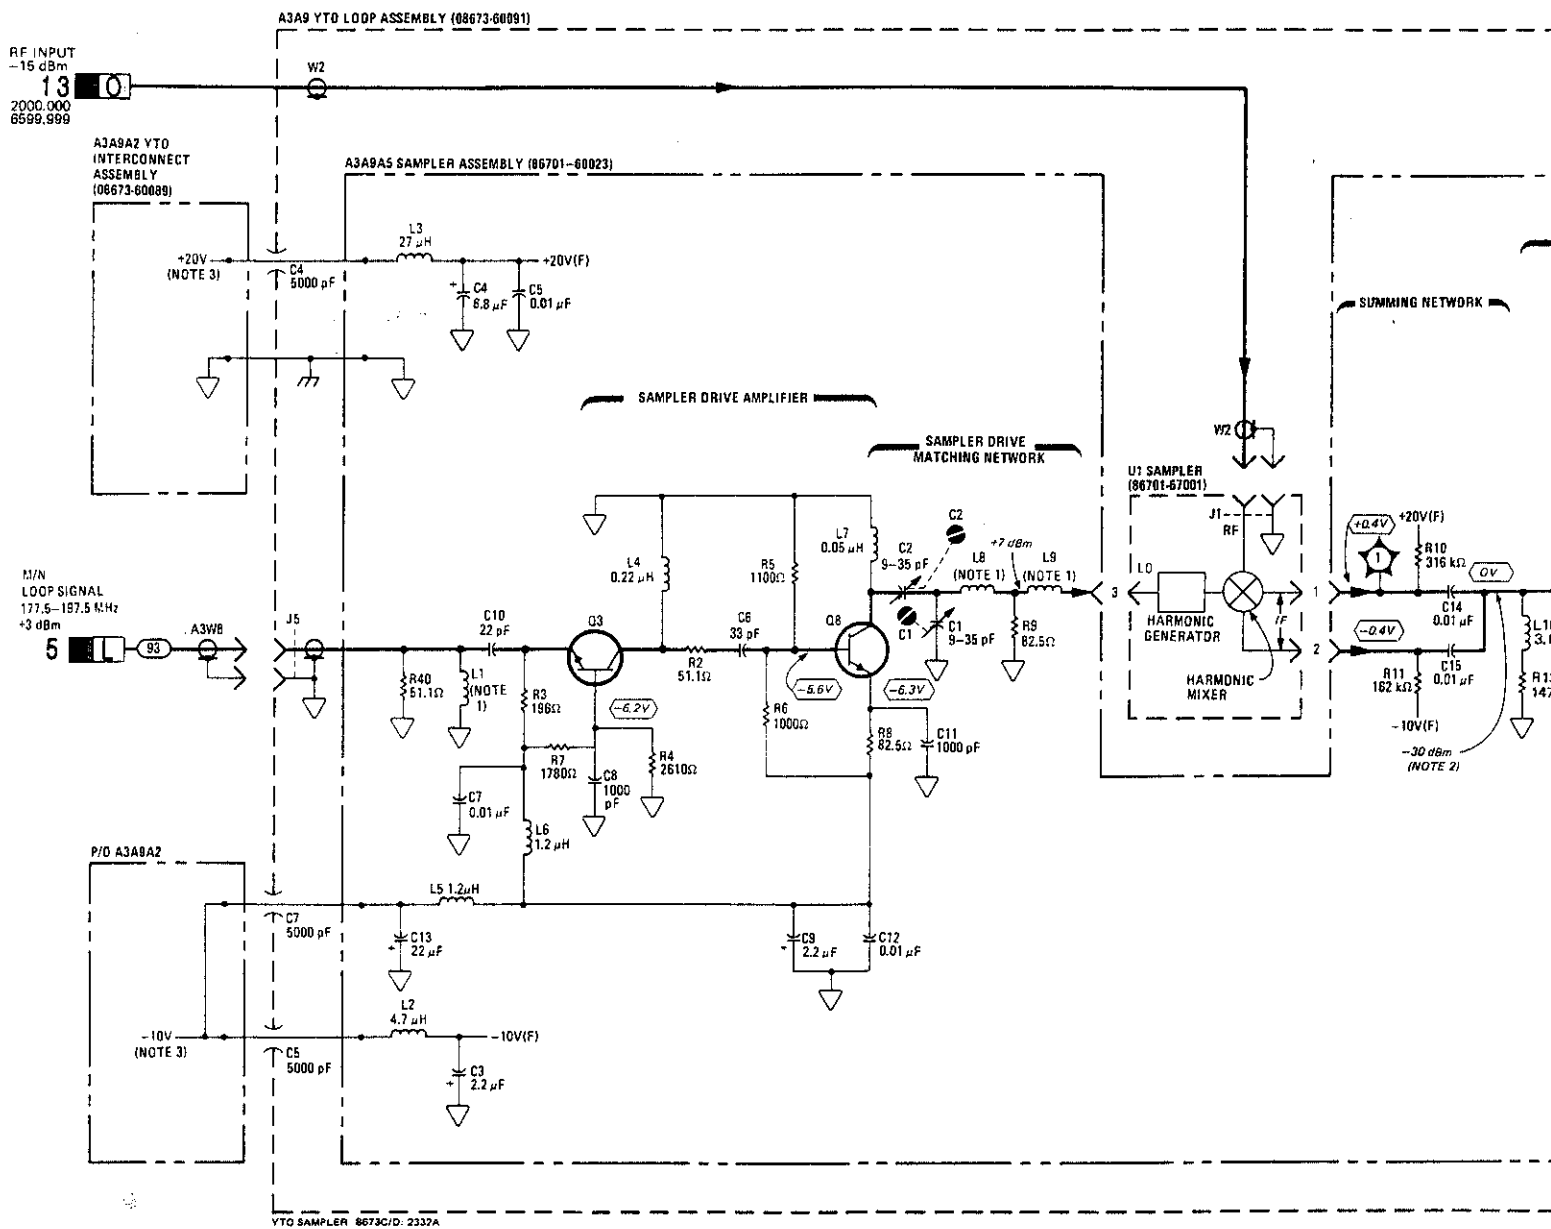 A3A9 YTO LOOP ASSEMBLY (08673-60091)
RF INPUT
−15 dBm
13
0
2000.000
6599.999
W2
A3A9A2 YTO
INTERCONNECT
ASSEMBLY
(08673-60089)
A3A9A5 SAMPLER ASSEMBLY (86701-60023)
+20V
(NOTE 3)
C4
5000 pF
L3
27 μH
+20V(F)
+
C4
6.8 μF
C5
0.01 μF
SUMMING NETWORK
SAMPLER DRIVE AMPLIFIER
SAMPLER DRIVE
MATCHING NETWORK
W2
U1 SAMPLER
(86701-67001)
J1
RF
L4
0.22 μH
R5
1100Ω
L7
0.05 μH
C2
C2
9–35 pF
+7 dBm
L8
(NOTE 1)
L9
(NOTE 1)
3
LO
HARMONIC
GENERATOR
IF
1
2
HARMONIC
MIXER
+0.4V
1
+20V(F)
R10
316 kΩ
0V
C14
0.01 μF
−0.4V
C15
0.01 μF
R11
162 kΩ
−10V(F)
−30 dBm
(NOTE 2)
M/N
LOOP SIGNAL
177.5–197.5 MHz
+3 dBm
5
93
A3W8
J5
R40
51.1Ω
L1
(NOTE
1)
C10
22 pF
Q3
R3
196Ω
−6.2V
R7
1780Ω
C8
1000
pF
R4
2610Ω
R2
51.1Ω
C6
33 pF
−5.6V
R6
1000Ω
Q8
−6.3V
R8
82.5Ω
C11
1000 pF
C1
C1
9–35 pF
R9
82.5Ω
C7
0.01 μF
L6
1.2 μH
P/O A3A9A2
L5 1.2μH
C7
5000 pF
+
C13
22 μF
+
C9
2.2 μF
C12
0.01 μF
−10V
(NOTE 3)
C5
5000 pF
L2
4.7 μH
−10V(F)
+
C3
2.2 μF
YTO SAMPLER 8673C/D: 2332A